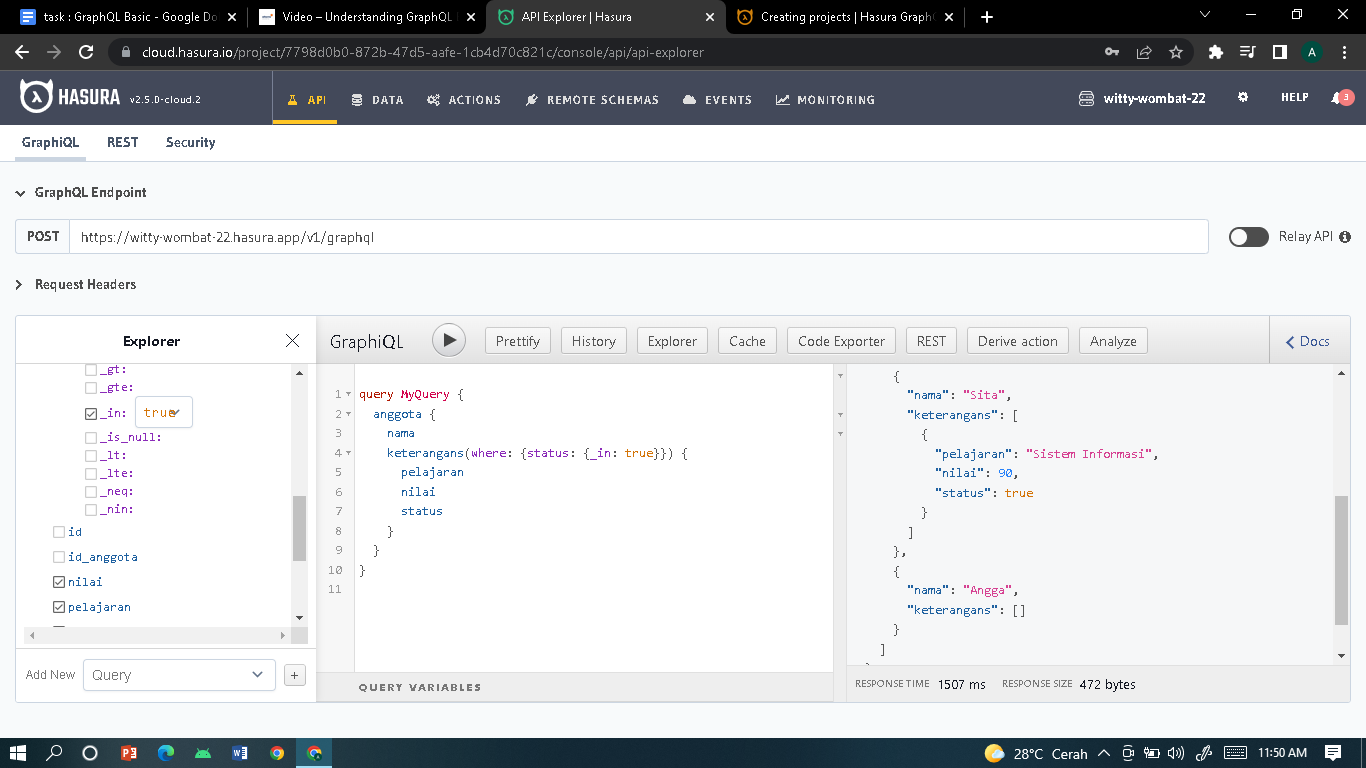 task : GraphQL Basic - Google Do
Video – Understanding GraphQL
API Explorer | Hasura
Creating projects | Hasura Graph
cloud.hasura.io/project/7798d0b0-872b-47d5-aafe-1cb4d70c821c/console/api/api-explorer
A
HASURA v2.5.0-cloud.2
API
DATA
ACTIONS
REMOTE SCHEMAS
EVENTS
MONITORING
witty-wombat-22
HELP
3
GraphiQL REST Security
GraphQL Endpoint
POST https://witty-wombat-22.hasura.app/v1/graphql
Relay API
Request Headers
Explorer
_gt:
_gte:
_in: true
_is_null:
_lt:
_lte:
_neq:
_nin:
id
id_anggota
nilai
pelajaran
Add New Query +
GraphiQL Prettify History Explorer Cache Code Exporter REST Derive action Analyze Docs
1 query MyQuery {
2 anggota {
3 nama
4 keterangans(where: {status: {_in: true}}) {
5 pelajaran
6 nilai
7 status
8 }
9 }
10 }
11
QUERY VARIABLES
{
"nama": "Sita",
"keterangans": [
{
"pelajaran": "Sistem Informasi",
"nilai": 90,
"status": true
}
]
},
{
"nama": "Angga",
"keterangans": []
}
]
RESPONSE TIME 1507 ms RESPONSE SIZE 472 bytes
28°C Cerah
11:50 AM